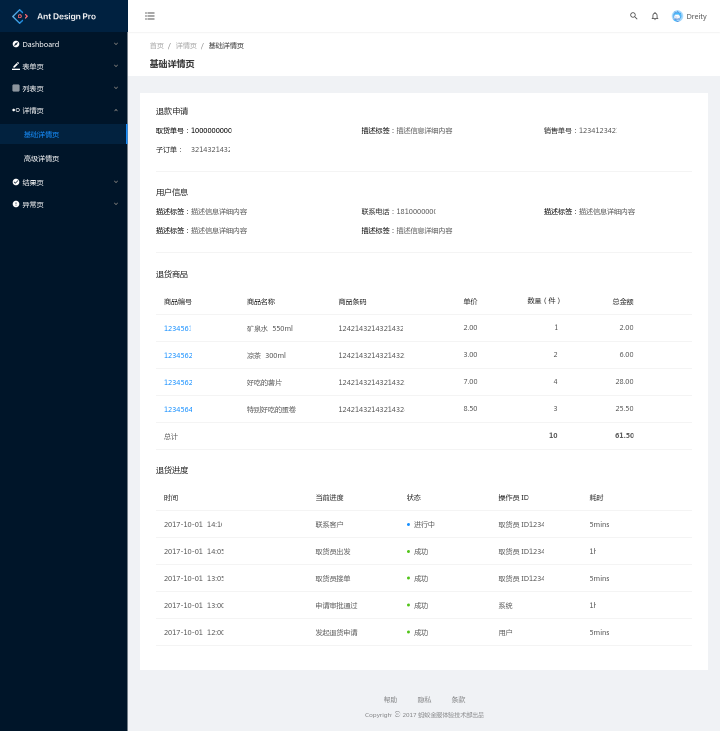 Ant Design Pro
Dreity
Dashboard
表单页
列表页
详情页
基础详情页
高级详情页
结果页
异常页
首页 / 详情页 / 基础详情页
基础详情页
退款申请
取货单号：1000000000 描述标签：描述信息详细内容 销售单号：123412342
子订单： 321432143
用户信息
描述标签：描述信息详细内容 联系电话：181000000 描述标签：描述信息详细内容
描述标签：描述信息详细内容 描述标签：描述信息详细内容
退货商品
商品编号 商品名称 商品条码 单价 数量（件） 总金额
1234561 矿泉水 550ml 1242143214321432 2.00 1 2.00
1234562 凉茶 300ml 1242143214321432 3.00 2 6.00
1234562 好吃的薯片 1242143214321432 7.00 4 28.00
1234564 特别好吃的蛋卷 1242143214321432 8.50 3 25.50
总计 10 61.50
退货进度
时间 当前进度 状态 操作员 ID 耗时
2017-10-01 14:10 联系客户 进行中 取货员 ID1234 5mins
2017-10-01 14:05 取货员出发 成功 取货员 ID1234 1h
2017-10-01 13:05 取货员接单 成功 取货员 ID1234 5mins
2017-10-01 13:00 申请审批通过 成功 系统 1h
2017-10-01 12:00 发起退货申请 成功 用户 5mins
帮助 隐私 条款
Copyright © 2017 蚂蚁金服体验技术部出品